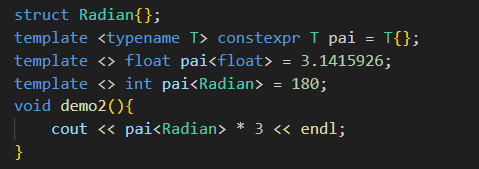 struct Radian{};
template <typename T> constexpr T pai = T{};
template <> float pai<float> = 3.1415926;
template <> int pai<Radian> = 180;
void demo2(){
    cout << pai<Radian> * 3 << endl;
}